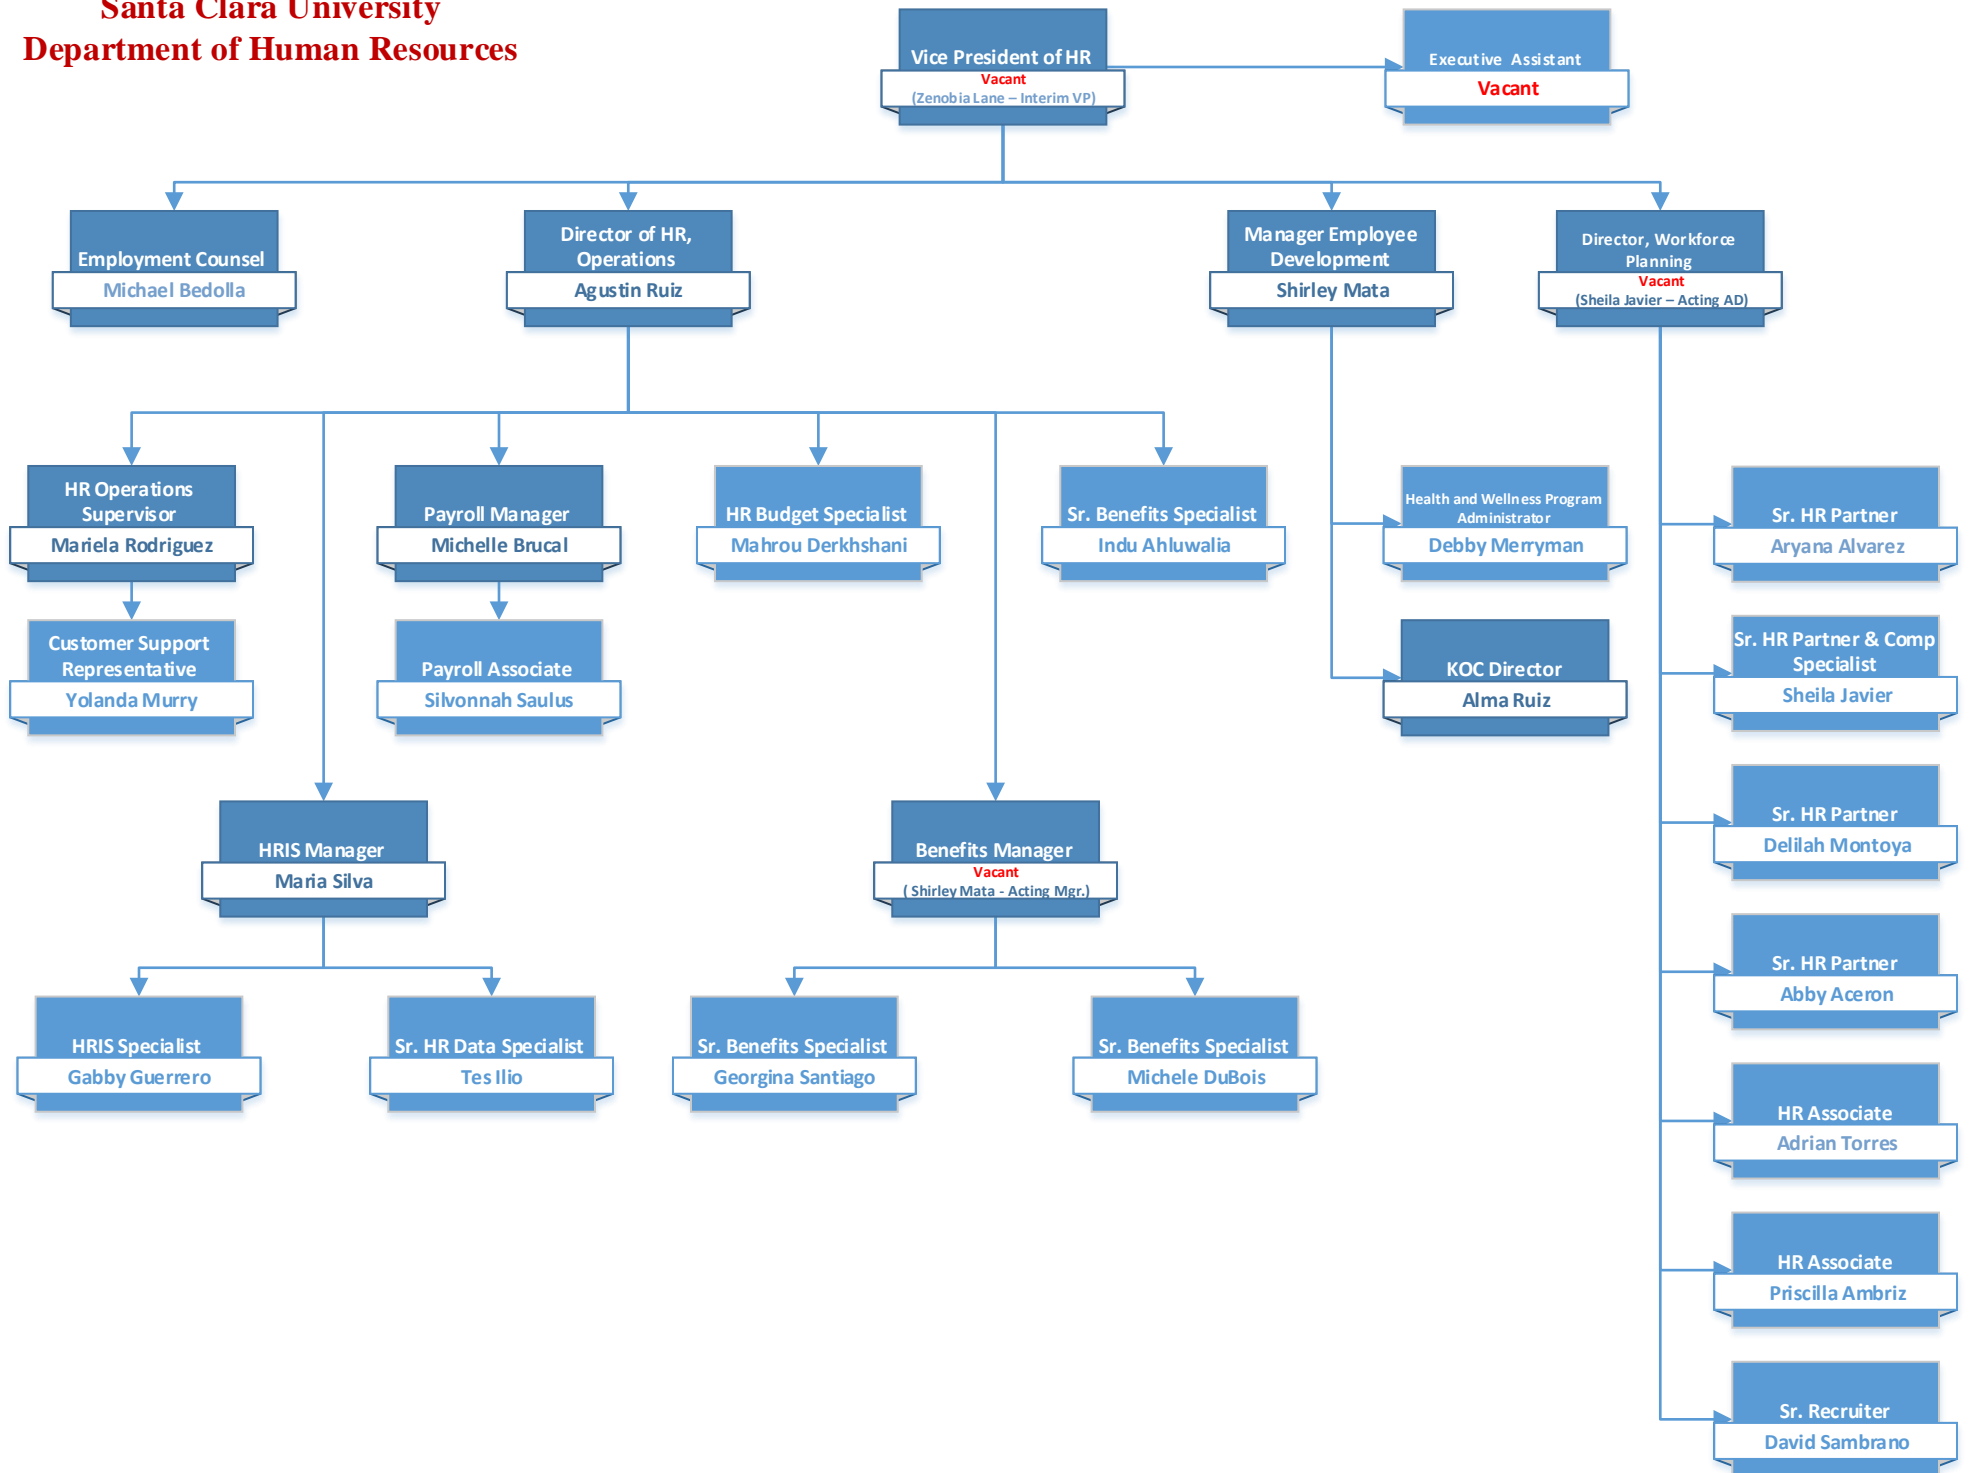 Santa Clara University
Department of Human Resources
Vice President of HR
Vacant
(Zenobia Lane – Interim VP)
Executive Assistant
Vacant
Employment Counsel
Michael Bedolla
Director of HR,
Operations
Agustin Ruiz
Manager Employee
Development
Shirley Mata
Director, Workforce
Planning
Vacant
(Sheila Javier – Acting AD)
HR Operations
Supervisor
Mariela Rodriguez
Payroll Manager
Michelle Brucal
HR Budget Specialist
Mahrou Derkhshani
Sr. Benefits Specialist
Indu Ahluwalia
Health and Wellness Program
Administrator
Debby Merryman
Sr. HR Partner
Aryana Alvarez
Customer Support
Representative
Yolanda Murry
Payroll Associate
Silvonnah Saulus
KOC Director
Alma Ruiz
Sr. HR Partner & Comp
Specialist
Sheila Javier
HRIS Manager
Maria Silva
Benefits Manager
Vacant
( Shirley Mata - Acting Mgr.)
Sr. HR Partner
Delilah Montoya
Sr. HR Partner
Abby Aceron
HRIS Specialist
Gabby Guerrero
Sr. HR Data Specialist
Tes Ilio
Sr. Benefits Specialist
Georgina Santiago
Sr. Benefits Specialist
Michele DuBois
HR Associate
Adrian Torres
HR Associate
Priscilla Ambriz
Sr. Recruiter
David Sambrano